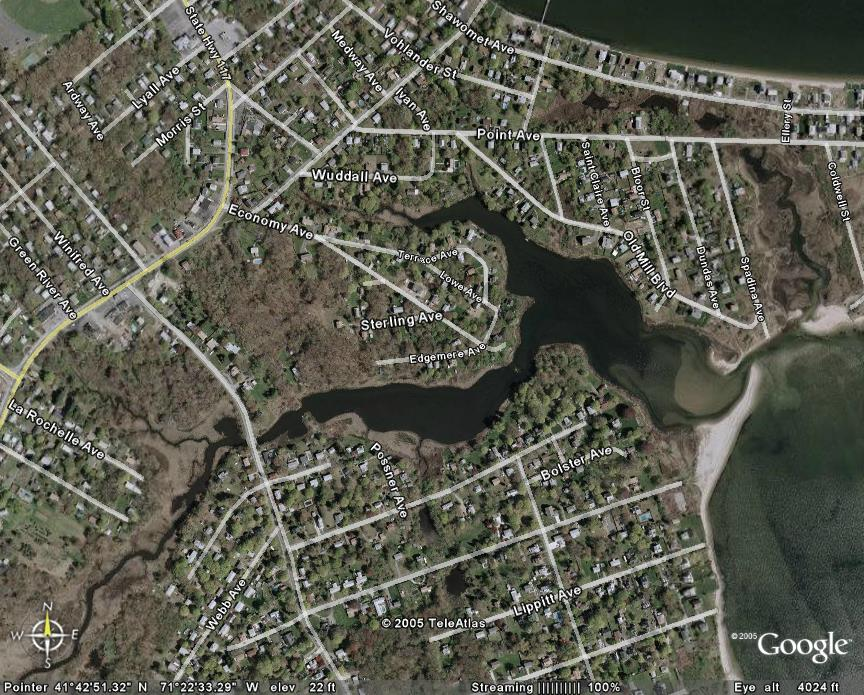 Shawomet Ave
State Hwy 117
Vohlander St
Medway Ave
Lyall Ave
Ardway Ave
Ivan Ave
Morris St
Ellery St
Point Ave
Saint Claire Ave
Bloor St
Coldwell St
Wuddall Ave
Economy Ave
Winifred Ave
Green River Ave
Terrace Ave
Lowe Ave
Old Mill Blvd
Dundas Ave
Spadina Ave
Sterling Ave
Edgemere Ave
La Rochelle Ave
Possner Ave
Bolster Ave
Webb Ave
Lippitt Ave
N
W E
S
© 2005 TeleAtlas
© 2005 Google™
Pointer 41°42'51.32" N 71°22'33.29" W elev 22 ft Streaming |||||||||| 100% Eye alt 4024 ft